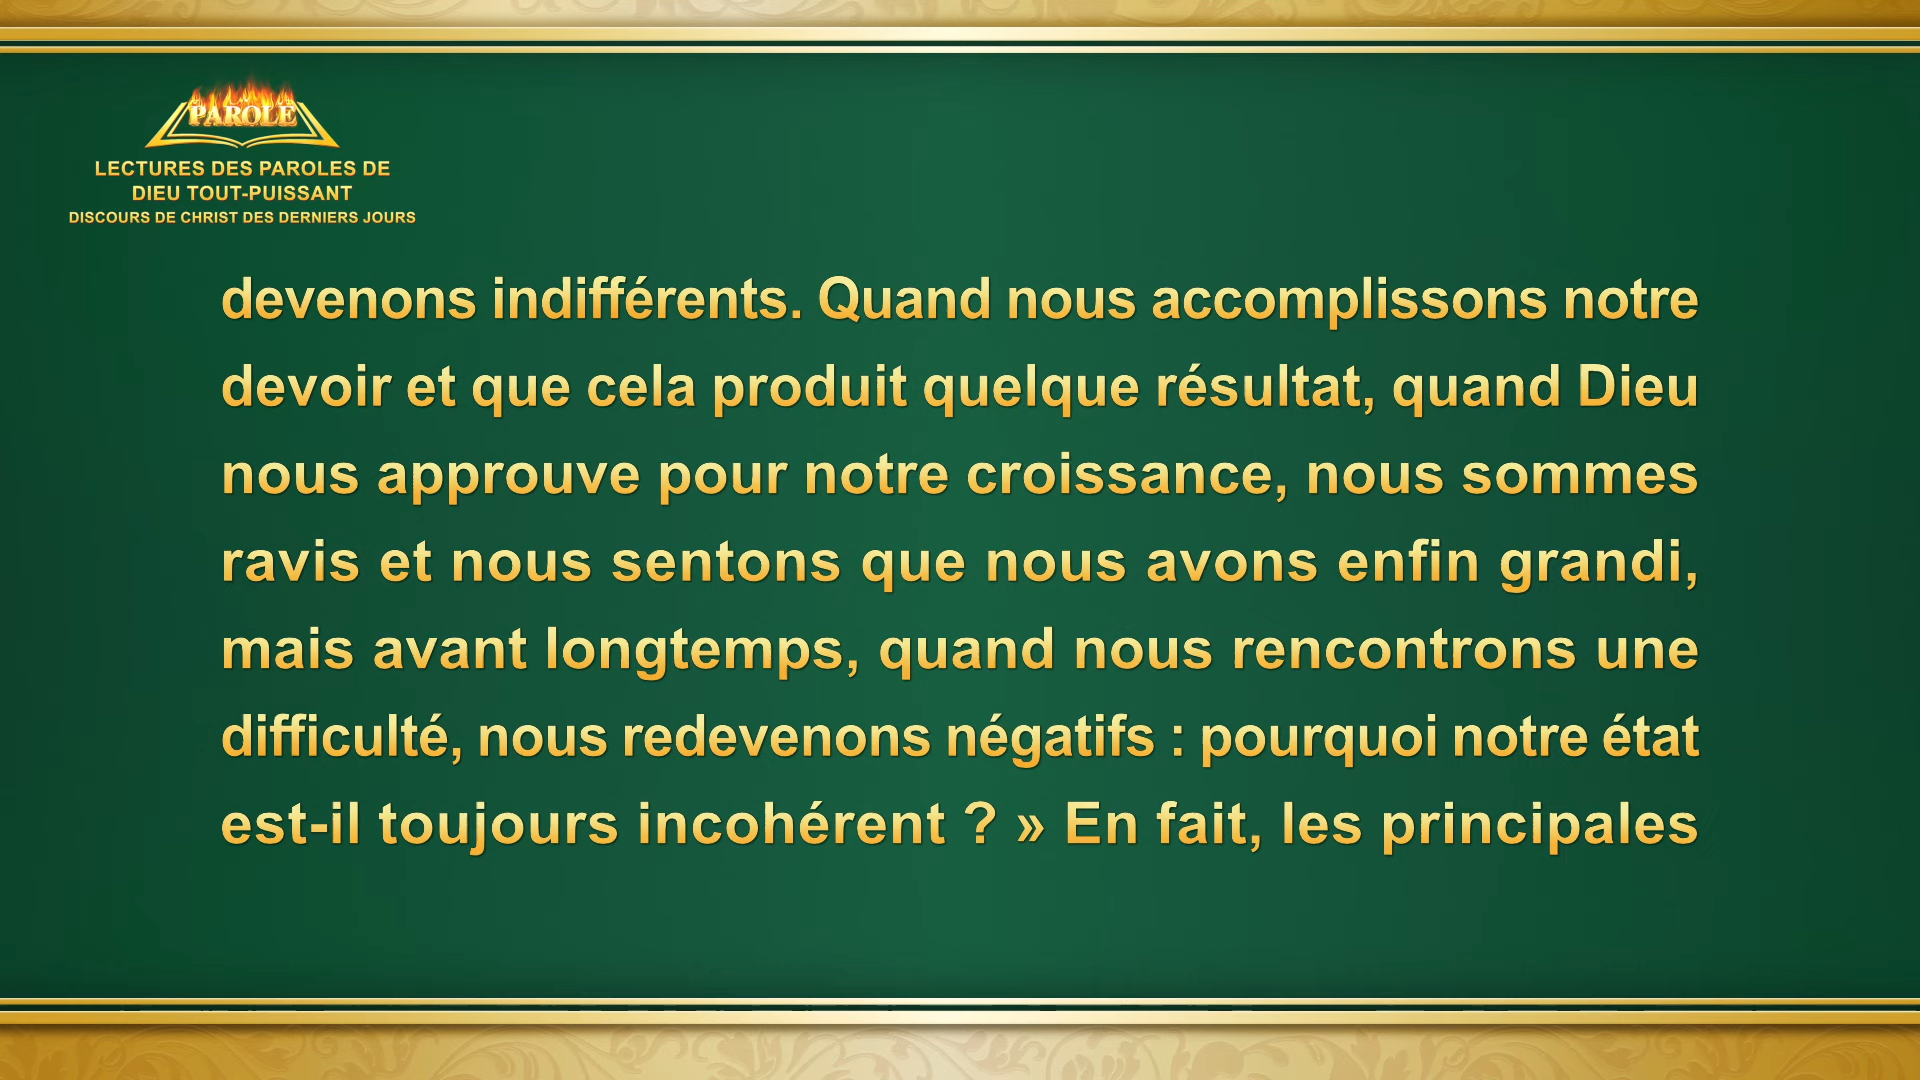 PAROLE
LECTURES DES PAROLES DE
DIEU TOUT-PUISSANT
DISCOURS DE CHRIST DES DERNIERS JOURS
devenons indifférents. Quand nous accomplissons notre
devoir et que cela produit quelque résultat, quand Dieu
nous approuve pour notre croissance, nous sommes
ravis et nous sentons que nous avons enfin grandi,
mais avant longtemps, quand nous rencontrons une
difficulté, nous redevenons négatifs : pourquoi notre état
est-il toujours incohérent ? » En fait, les principales